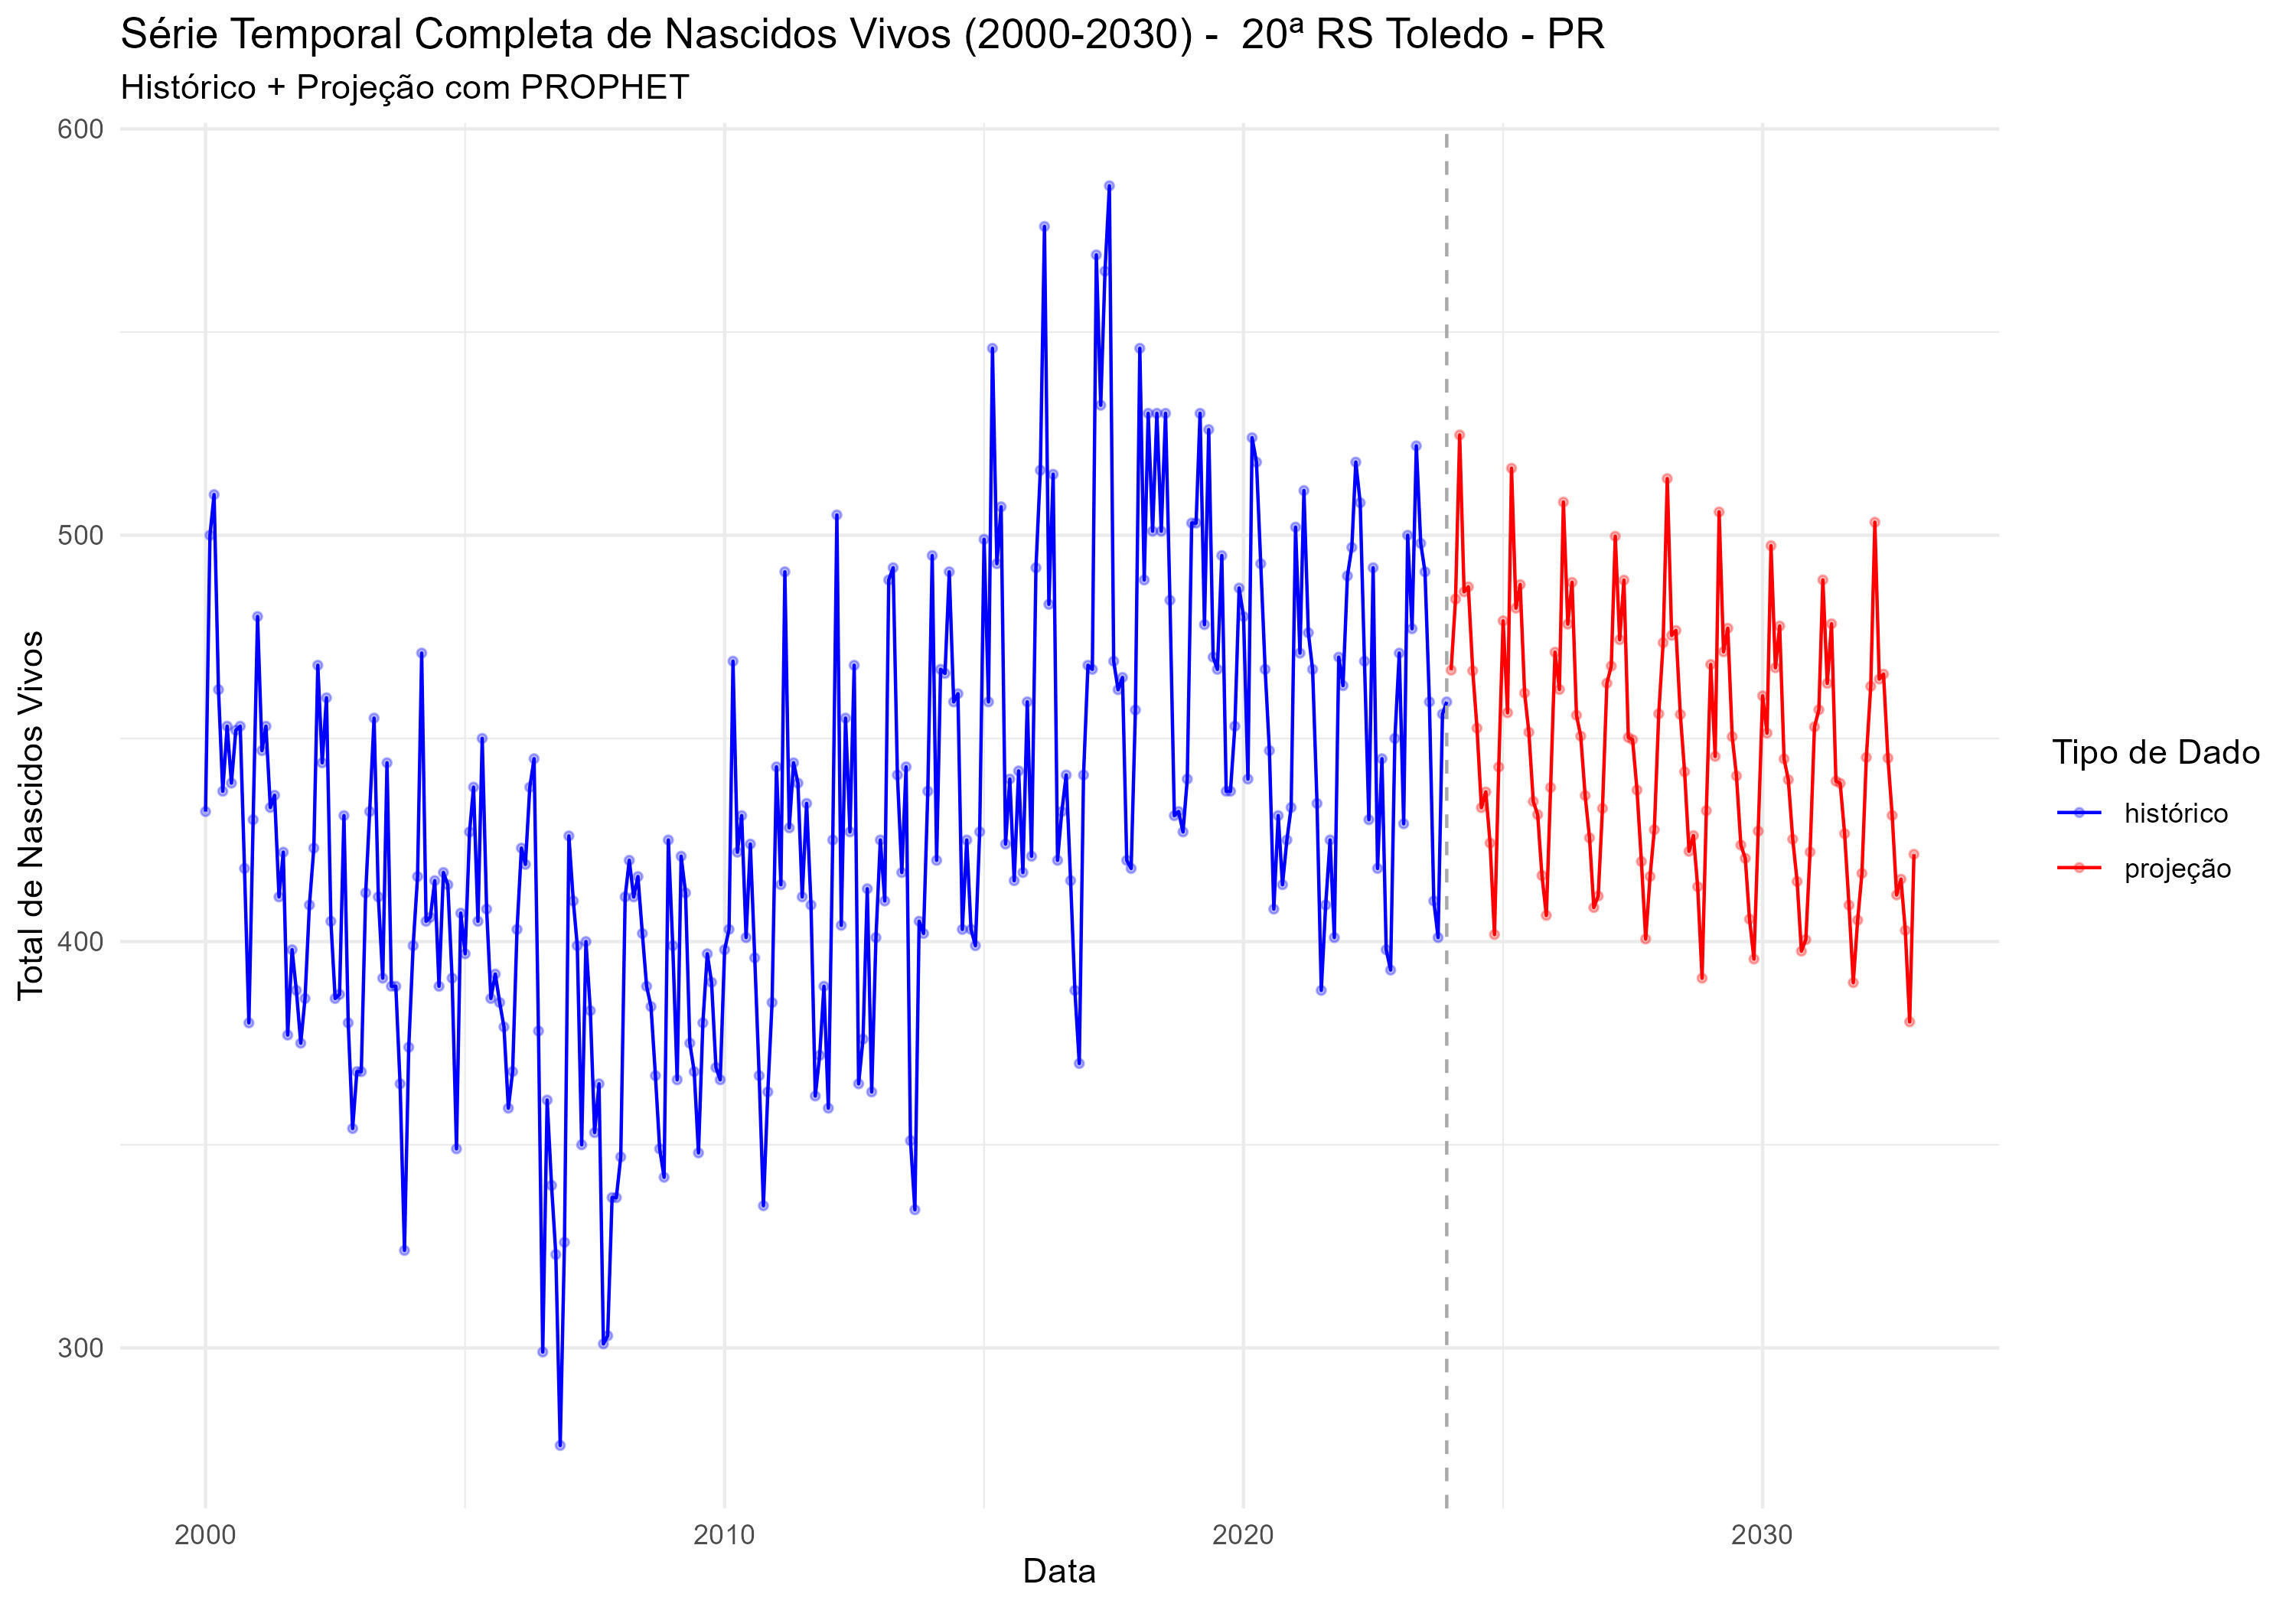 Série Temporal Completa de Nascidos Vivos (2000-2030) -  20ª RS Toledo - PR
Histórico + Projeção com PROPHET
600
500
400
300
Total de Nascidos Vivos
2000
2010
2020
2030
Data
Tipo de Dado
histórico
projeção